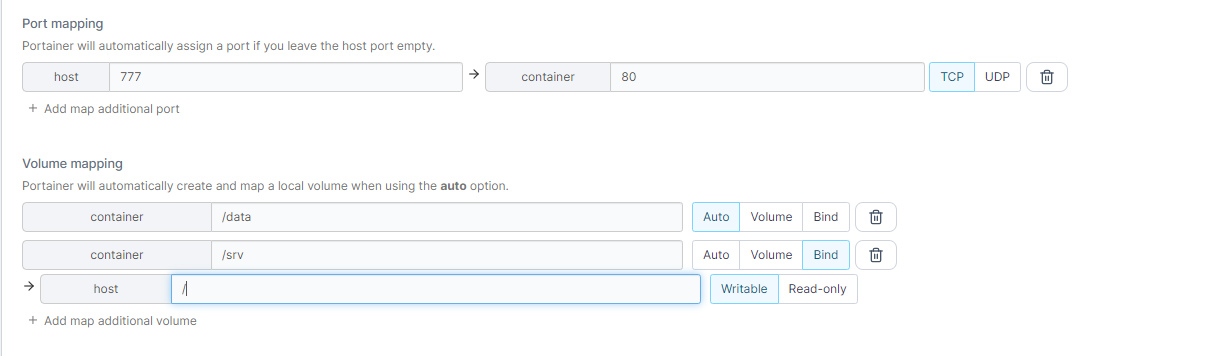 Port mapping
Portainer will automatically assign a port if you leave the host port empty.
host 777 → container 80 TCP UDP
+ Add map additional port
Volume mapping
Portainer will automatically create and map a local volume when using the auto option.
container /data Auto Volume Bind
container /srv Auto Volume Bind
→ host / Writable Read-only
+ Add map additional volume